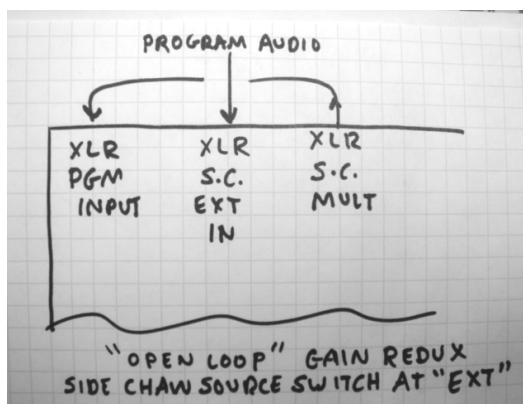 PROGRAM AUDIO
XLR
PGM
INPUT
XLR
S.C.
EXT
IN
XLR
S.C.
MULT
"OPEN LOOP" GAIN REDUX
SIDE CHAIN SOURCE SWITCH AT "EXT"